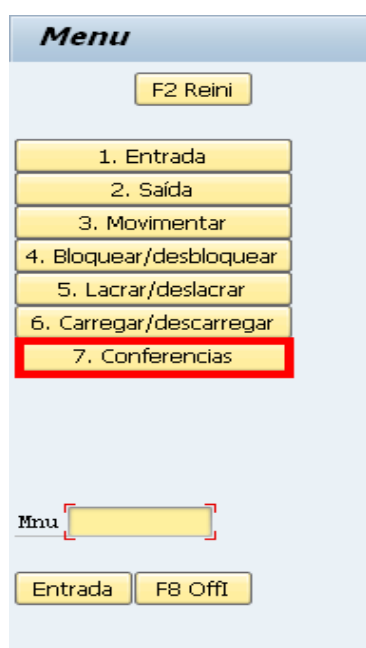 Menu
F2 Reini
1. Entrada
2. Saída
3. Movimentar
4. Bloquear/desbloquear
5. Lacrar/deslacrar
6. Carregar/descarregar
7. Conferencias
Mnu
Entrada F8 OffI